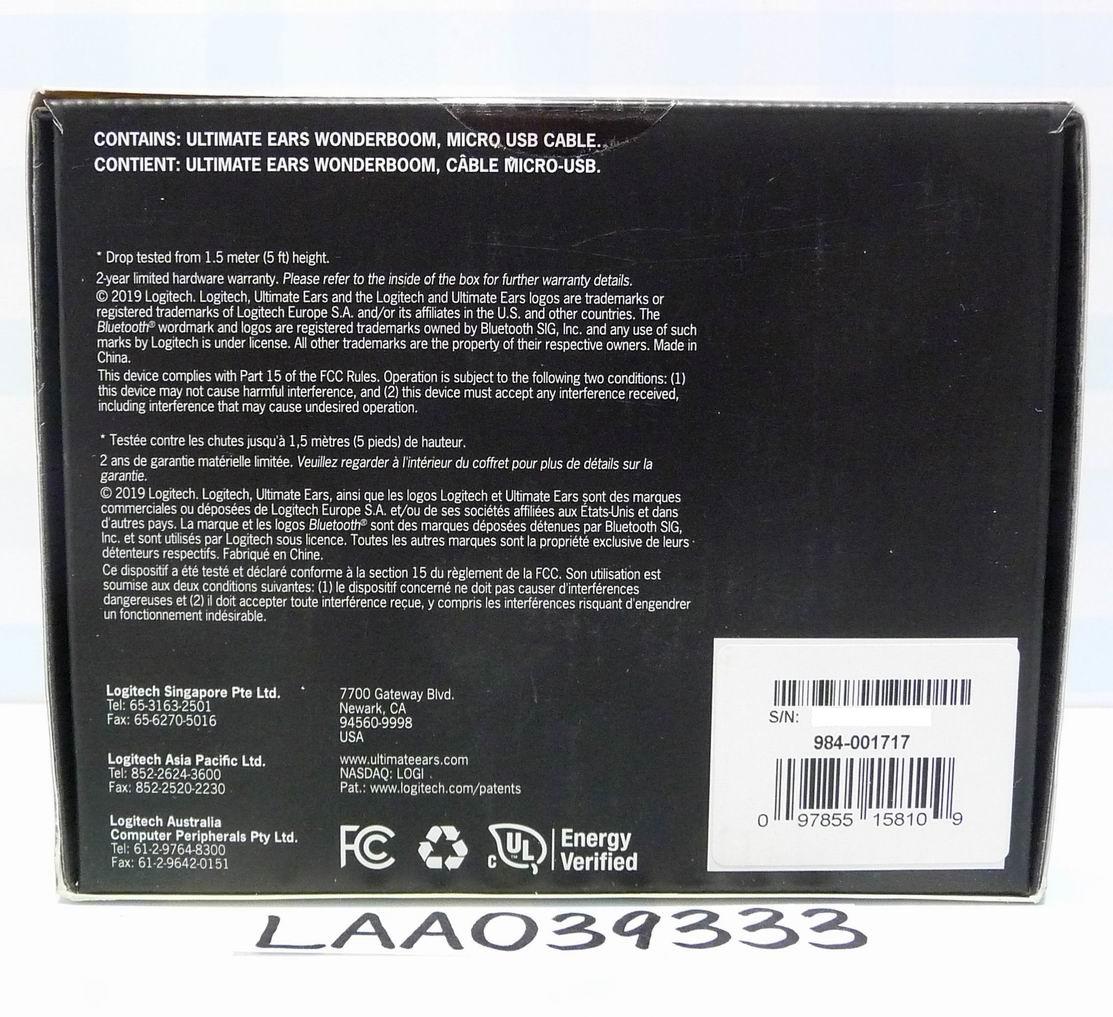 CONTAINS: ULTIMATE EARS WONDERBOOM, MICRO USB CABLE.
CONTIENT: ULTIMATE EARS WONDERBOOM, CÂBLE MICRO-USB.
* Drop tested from 1.5 meter (5 ft) height.
2-year limited hardware warranty. Please refer to the inside of the box for further warranty details.
© 2019 Logitech. Logitech, Ultimate Ears and the Logitech and Ultimate Ears logos are trademarks or
registered trademarks of Logitech Europe S.A. and/or its affiliates in the U.S. and other countries. The
Bluetooth® wordmark and logos are registered trademarks owned by Bluetooth SIG, Inc. and any use of such
marks by Logitech is under license. All other trademarks are the property of their respective owners. Made in
China.
This device complies with Part 15 of the FCC Rules. Operation is subject to the following two conditions: (1)
this device may not cause harmful interference, and (2) this device must accept any interference received,
including interference that may cause undesired operation.
* Testée contre les chutes jusqu'à 1,5 mètres (5 pieds) de hauteur.
2 ans de garantie matérielle limitée. Veuillez regarder à l'intérieur du coffret pour plus de détails sur la
garantie.
© 2019 Logitech. Logitech, Ultimate Ears, ainsi que les logos Logitech et Ultimate Ears sont des marques
commerciales ou déposées de Logitech Europe S.A. et/ou de ses sociétés affiliées aux États-Unis et dans
d'autres pays. La marque et les logos Bluetooth® sont des marques déposées détenues par Bluetooth SIG,
Inc. et sont utilisés par Logitech sous licence. Toutes les autres marques sont la propriété exclusive de leurs
détenteurs respectifs. Fabriqué en Chine.
Ce dispositif a été testé et déclaré conforme à la section 15 du règlement de la FCC. Son utilisation est
soumise aux deux conditions suivantes: (1) le dispositif concerné ne doit pas causer d'interférences
dangereuses et (2) il doit accepter toute interférence reçue, y compris les interférences risquant d'engendrer
un fonctionnement indésirable.
Logitech Singapore Pte Ltd.
Tel: 65-3163-2501
Fax: 65-6270-5016
Logitech Asia Pacific Ltd.
Tel: 852-2624-3600
Fax: 852-2520-2230
Logitech Australia
Computer Peripherals Pty Ltd.
Tel: 61-2-9764-8300
Fax: 61-2-9642-0151
7700 Gateway Blvd.
Newark, CA
94560-9998
USA
www.ultimateears.com
NASDAQ: LOGI
Pat.: www.logitech.com/patents
FC
C UL ™ Energy
Verified
S/N:
984-001717
0 97855 15810 9
LAAO39333